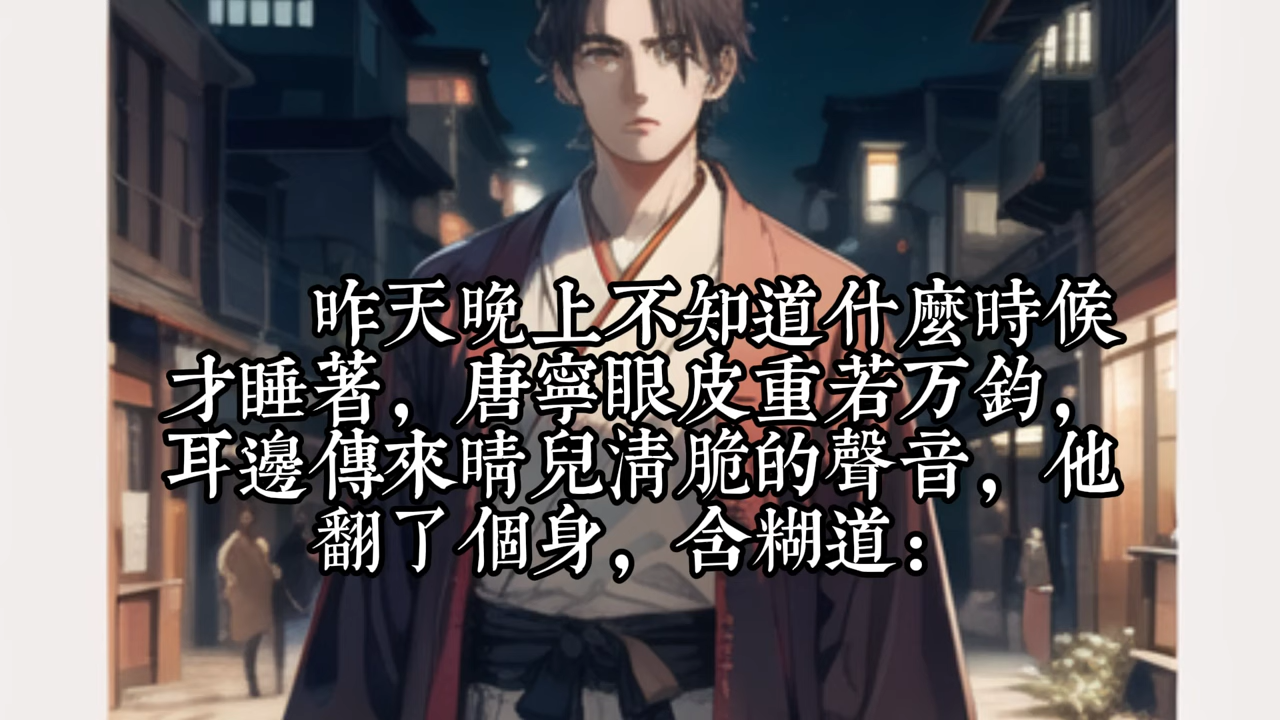 昨天晚上不知道什麼時候
才睡著，唐寧眼皮重若万鈞，
耳邊傳來晴兒清脆的聲音，他
翻了個身，含糊道：